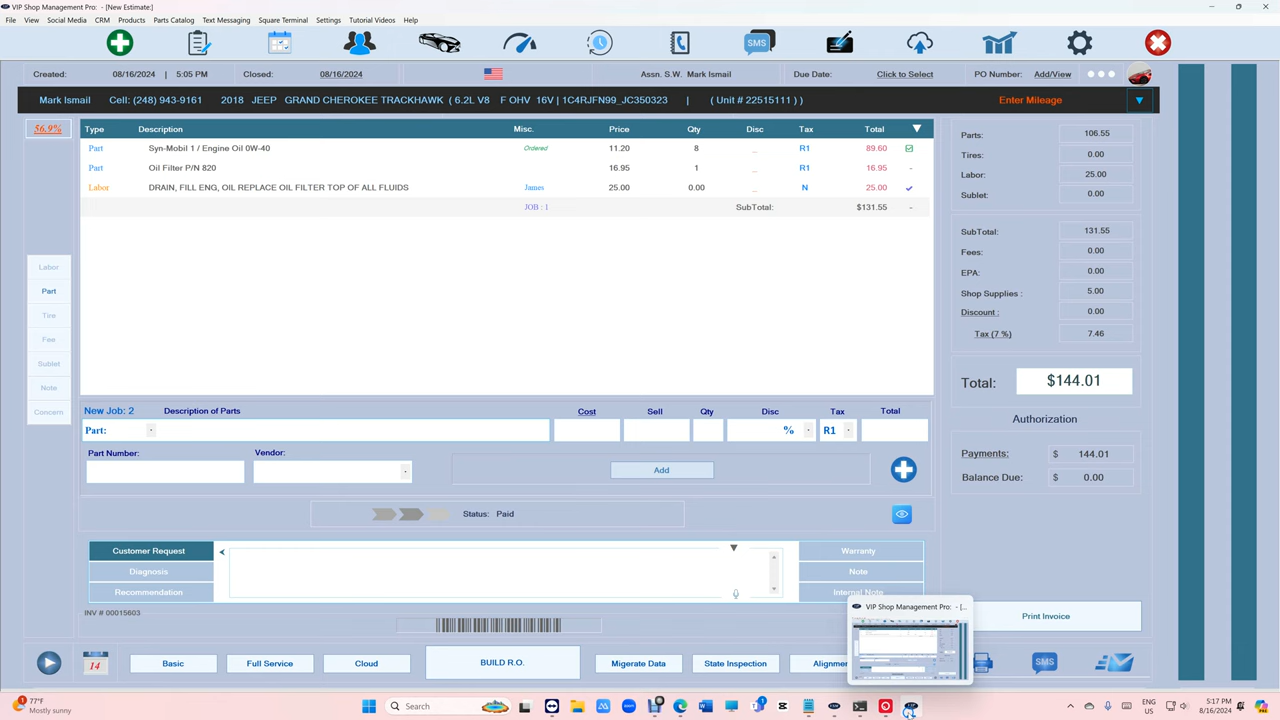 VIP Shop Management Pro: - [New Estimate:]
File View Social Media CRM Products Parts Catalog Text Messaging Square Terminal Settings Tutorial Videos Help
SMS
Created: 08/16/2024 | 5:05 PM Closed: 08/16/2024 Assn. S.W. Mark Ismail Due Date: Click to Select PO Number: Add/View
Mark Ismail Cell: (248) 943-9161 2018 JEEP GRAND CHEROKEE TRACKHAWK ( 6.2L V8 F OHV 16V | 1C4RJFN99_JC350323 | ( Unit # 22515111 ) ) Enter Mileage
56.9%
Type Description Misc. Price Qty Disc Tax Total
Part Syn-Mobil 1 / Engine Oil 0W-40 Ordered 11.20 8 _ R1 89.60
Part Oil Filter P/N 820 16.95 1 _ R1 16.95 -
Labor DRAIN, FILL ENG, OIL REPLACE OIL FILTER TOP OF ALL FLUIDS James 25.00 0.00 _ N 25.00
JOB : 1 SubTotal: $131.55 -
Parts: 106.55
Tires: 0.00
Labor: 25.00
Sublet: 0.00
SubTotal: 131.55
Fees: 0.00
EPA: 0.00
Shop Supplies : 5.00
Discount : 0.00
Tax (7 %) 7.46
Total: $144.01
Authorization
Payments: $ 144.01
Balance Due: $ 0.00
Labor
Part
Tire
Fee
Sublet
Note
Concern
New Job: 2 Description of Parts Cost Sell Qty Disc Tax Total
Part: % R1
Part Number: Vendor:
Add
Status: Paid
Customer Request
Diagnosis
Recommendation
Warranty
Note
Internal Note
INV # 00015603
VIP Shop Management Pro: - [...
Print Invoice
14 Basic Full Service Cloud BUILD R.O. Migerate Data State Inspection Alignment SMS
77°F
Mostly sunny
Search
ENG
US
5:17 PM
8/16/2024